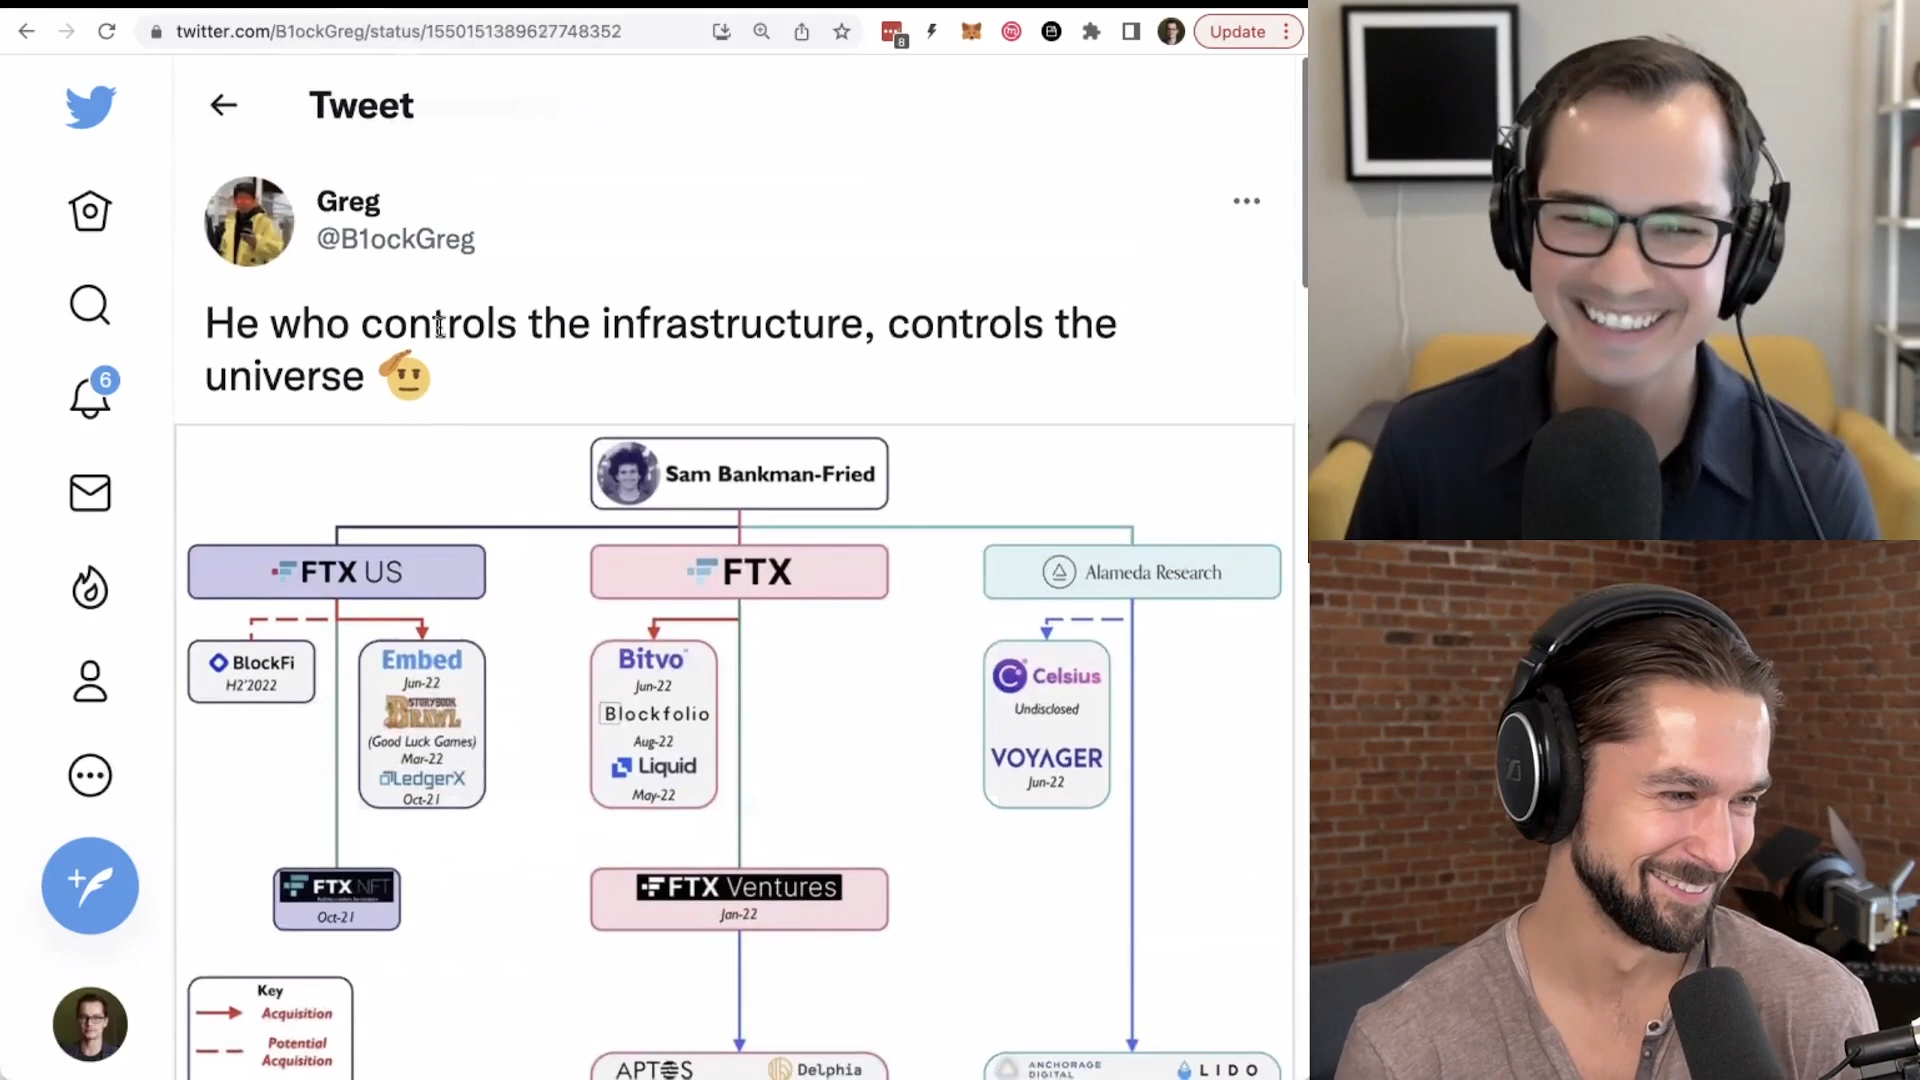 twitter.com/B1ockGreg/status/1550151389627748352
8
Update
Tweet
Greg
@B1ockGreg
He who controls the infrastructure, controls the
universe
6
Sam Bankman-Fried
FTX US
FTX
Alameda Research
BlockFi
H2'2022
Embed
Jun-22
STORYBOOK
BRAWL
(Good Luck Games)
Mar-22
LedgerX
Oct-21
Bitvo
Jun-22
Blockfolio
Aug-22
Liquid
May-22
Celsius
Undisclosed
VOYAGER
Jun-22
FTX NFT
Oct-21
FTX Ventures
Jan-22
Key
Acquisition
Potential
Acquisition
APTOS
Delphia
ANCHORAGE
DIGITAL
LIDO